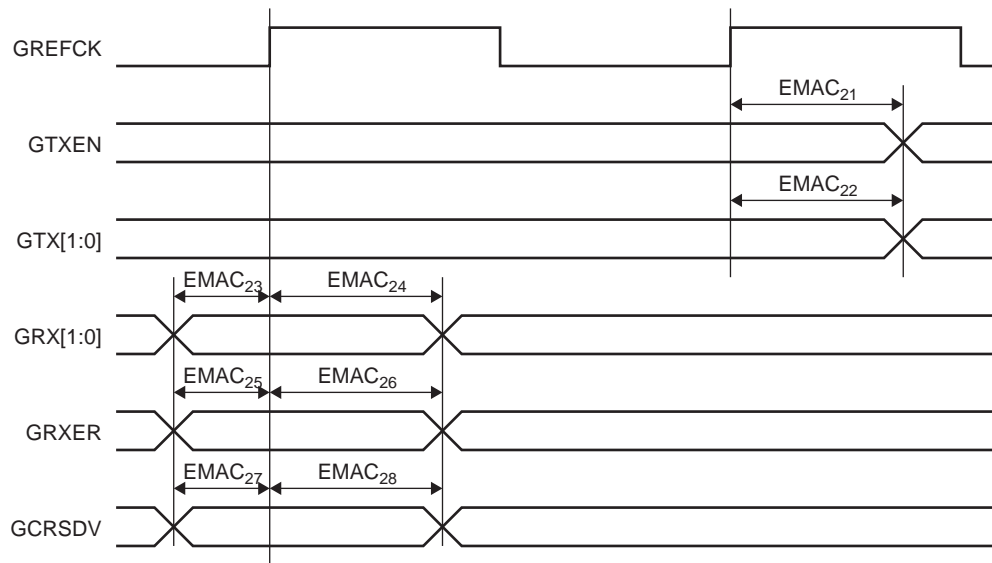 GREFCK
EMAC21
GTXEN
EMAC22
GTX[1:0]
EMAC23 EMAC24
GRX[1:0]
EMAC25 EMAC26
GRXER
EMAC27 EMAC28
GCRSDV